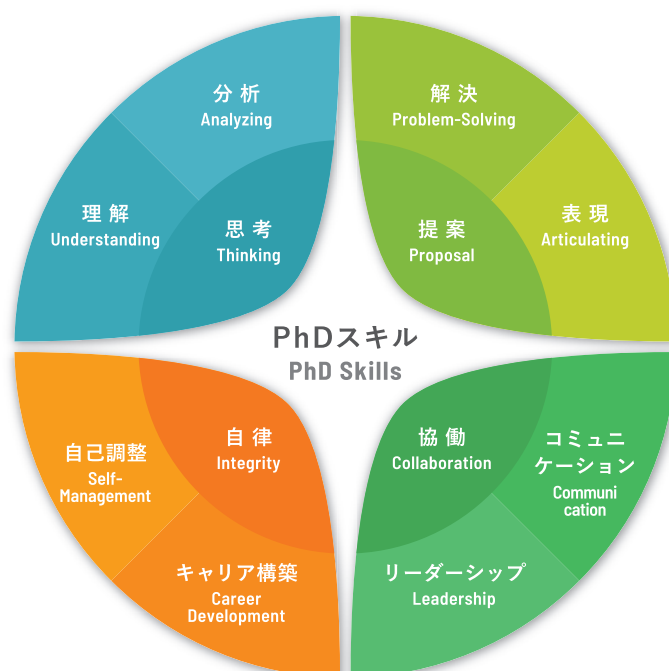 分析
Analyzing
理解
Understanding
思考
Thinking
解決
Problem-Solving
表現
Articulating
提案
Proposal
PhDスキル
PhD Skills
自律
Integrity
自己調整
Self-
Management
キャリア構築
Career
Development
協働
Collaboration
コミュニ
ケーション
Communi
cation
リーダーシップ
Leadership